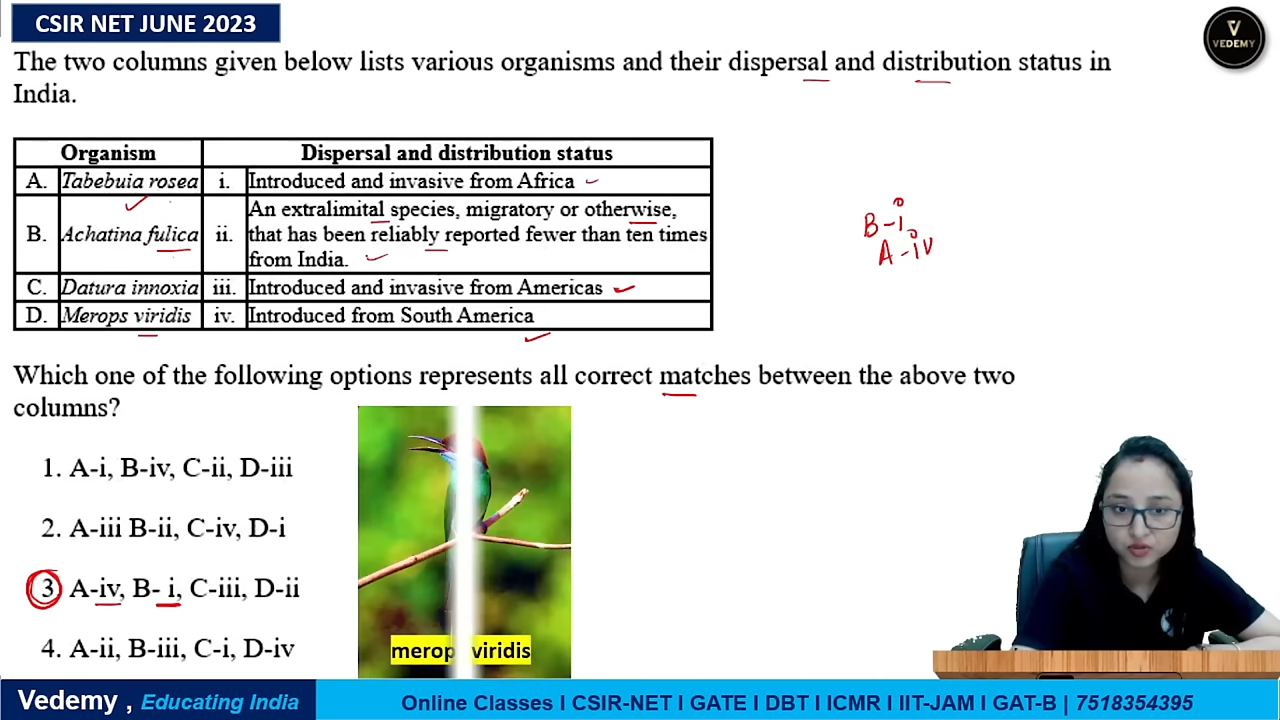 CSIR NET JUNE 2023
V
VEDEMY
The two columns given below lists various organisms and their dispersal and distribution status in
India.
Organism Dispersal and distribution status
A. Tabebuia rosea i. Introduced and invasive from Africa
B. Achatina fulica ii. An extralimital species, migratory or otherwise,
that has been reliably reported fewer than ten times
from India.
C. Datura innoxia iii. Introduced and invasive from Americas
D. Merops viridis iv. Introduced from South America
B-i
A-iv
Which one of the following options represents all correct matches between the above two
columns?
1. A-i, B-iv, C-ii, D-iii
2. A-iii B-ii, C-iv, D-i
3 A-iv, B- i, C-iii, D-ii
4. A-ii, B-iii, C-i, D-iv
merop viridis
Vedemy , Educating India
Online Classes I CSIR-NET I GATE I DBT I ICMR I IIT-JAM I GAT-B | 7518354395